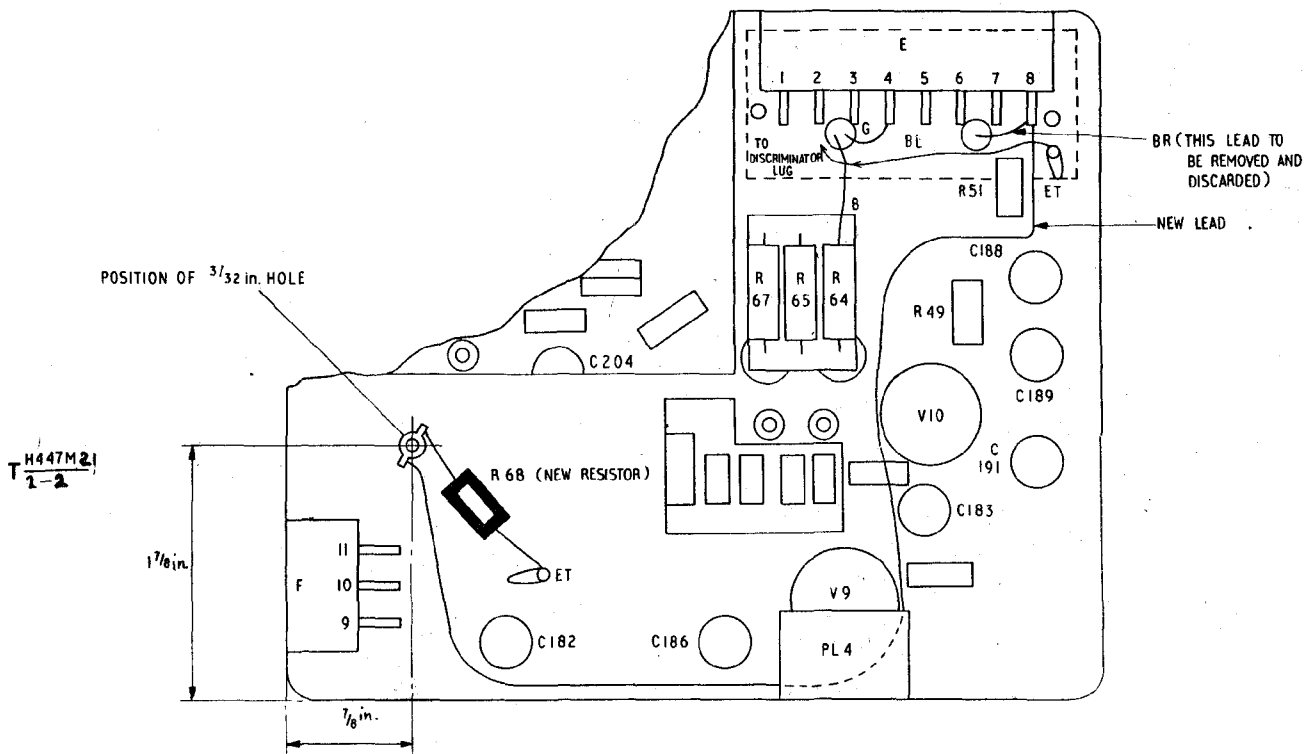 E
1 2 3 4 5 6 7 8
G
BL
TO
DISCRIMINATOR
LUG
BR (THIS LEAD TO
BE REMOVED AND
DISCARDED)
R51
ET
B
NEW LEAD
C188
POSITION OF 3/32 in. HOLE
R
67
R
65
R
64
R 49
C204
C189
V10
T H447M21
2-2
R 68 (NEW RESISTOR)
C
191
C183
1 7/8 in.
F
11
10
9
ET
V9
C182
C186
PL 4
7/8 in.